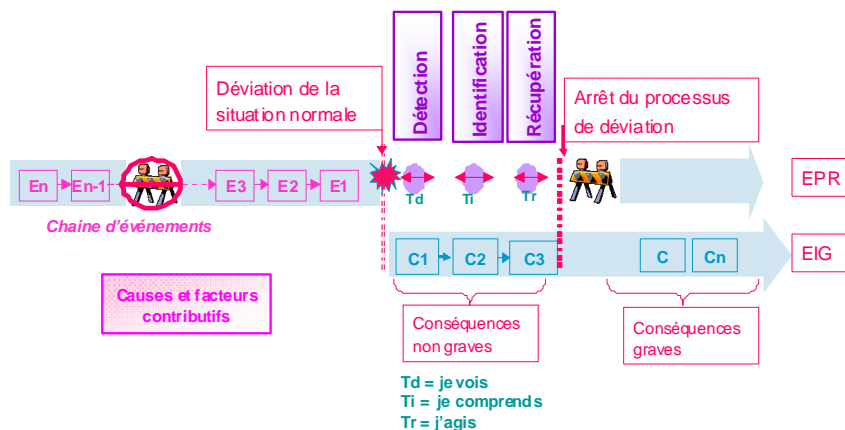 Détection
Identification
Récupération
Déviation de la
situation normale
Arrêt du processus
de déviation
En
En-1
E3
E2
E1
Td
Ti
Tr
EPR
Chaine d'événements
C1
C2
C3
C
Cn
EIG
Causes et facteurs
contributifs
Conséquences
non graves
Conséquences
graves
Td = je vois
Ti = je comprends
Tr = j'agis